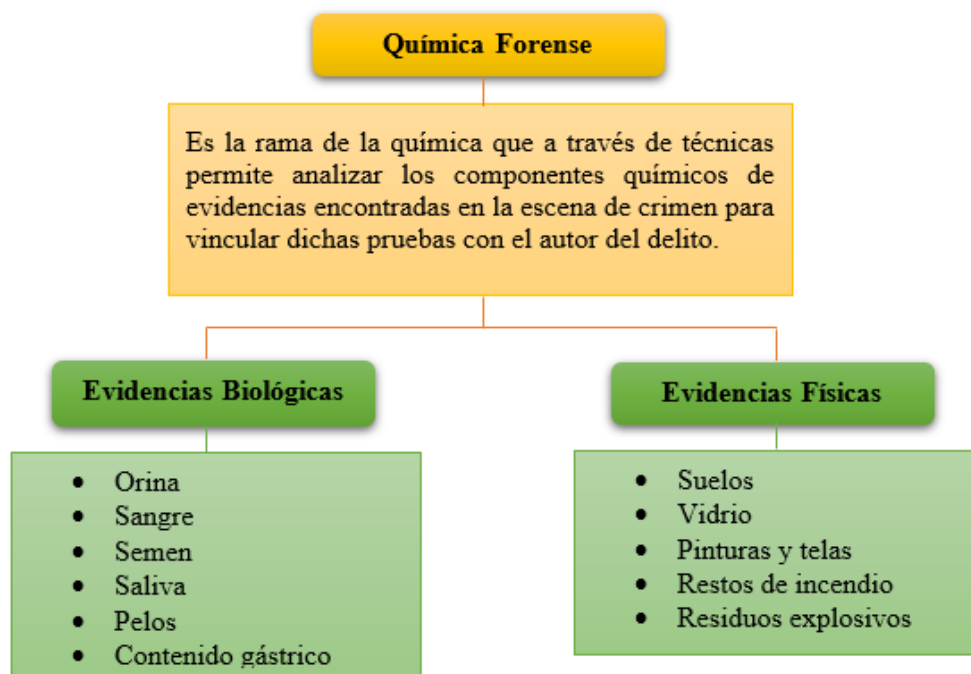 Química Forense
Es la rama de la química que a través de técnicas
permite analizar los componentes químicos de
evidencias encontradas en la escena de crimen para
vincular dichas pruebas con el autor del delito.
Evidencias Biológicas
• Orina
• Sangre
• Semen
• Saliva
• Pelos
• Contenido gástrico
Evidencias Físicas
• Suelos
• Vidrio
• Pinturas y telas
• Restos de incendio
• Residuos explosivos